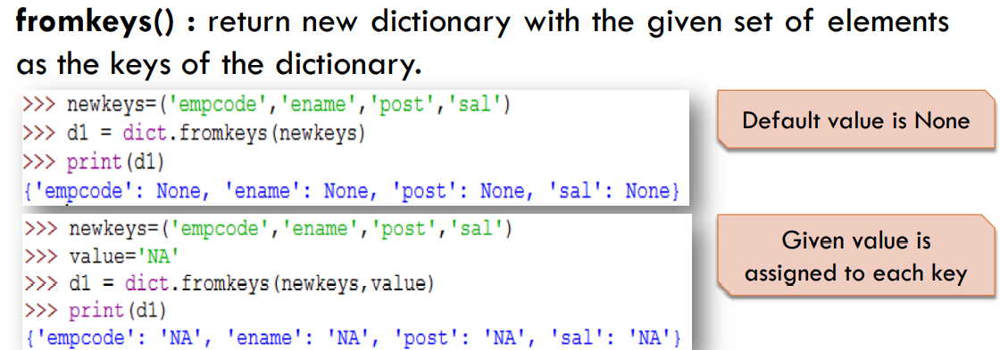 fromkeys() : return new dictionary with the given set of elements
as the keys of the dictionary.
>>> newkeys=('empcode','ename','post','sal')
>>> d1 = dict.fromkeys(newkeys)
>>> print(d1)
{'empcode': None, 'ename': None, 'post': None, 'sal': None}
Default value is None
>>> newkeys=('empcode','ename','post','sal')
>>> value='NA'
>>> d1 = dict.fromkeys(newkeys,value)
>>> print(d1)
{'empcode': 'NA', 'ename': 'NA', 'post': 'NA', 'sal': 'NA'}
Given value is
assigned to each key